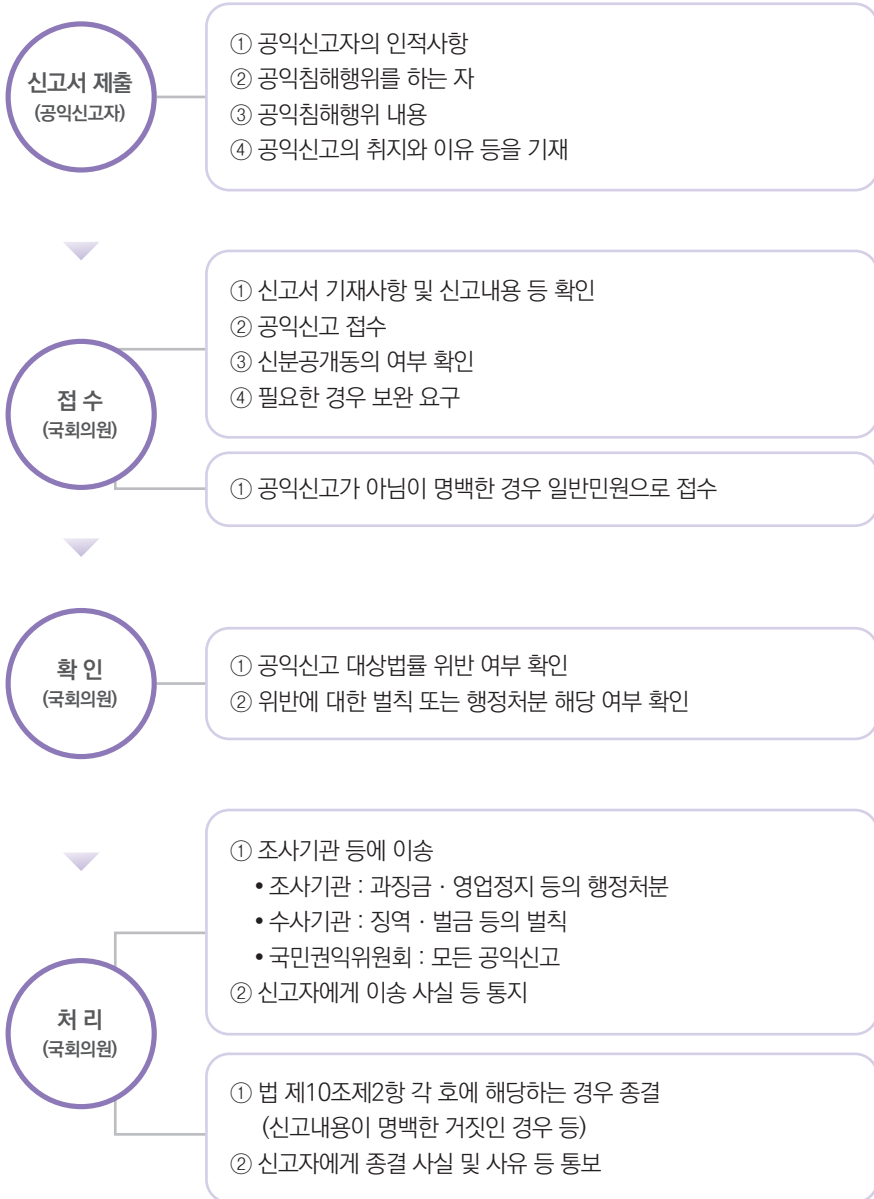 신고서 제출
(공익신고자)
① 공익신고자의 인적사항
② 공익침해행위를 하는 자
③ 공익침해행위 내용
④ 공익신고의 취지와 이유 등을 기재
접 수
(국회의원)
① 신고서 기재사항 및 신고내용 등 확인
② 공익신고 접수
③ 신분공개동의 여부 확인
④ 필요한 경우 보완 요구
① 공익신고가 아님이 명백한 경우 일반민원으로 접수
확 인
(국회의원)
① 공익신고 대상법률 위반 여부 확인
② 위반에 대한 벌칙 또는 행정처분 해당 여부 확인
처 리
(국회의원)
① 조사기관 등에 이송
• 조사기관 : 과징금 · 영업정지 등의 행정처분
• 수사기관 : 징역 · 벌금 등의 벌칙
• 국민권익위원회 : 모든 공익신고
② 신고자에게 이송 사실 등 통지
① 법 제10조제2항 각 호에 해당하는 경우 종결
(신고내용이 명백한 거짓인 경우 등)
② 신고자에게 종결 사실 및 사유 등 통보